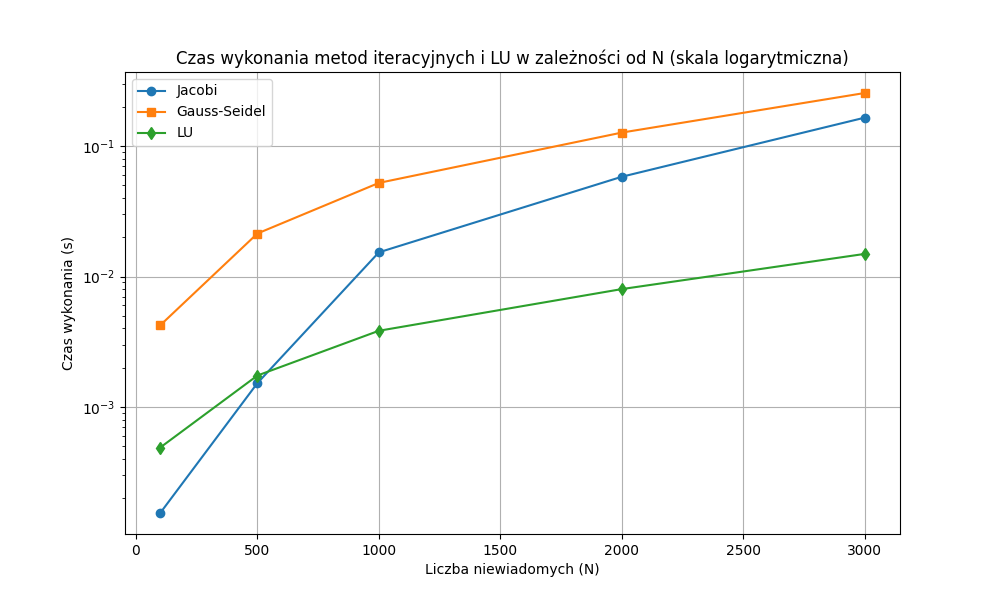 Czas wykonania metod iteracyjnych i LU w zależności od N (skala logarytmiczna)
Jacobi
Gauss-Seidel
LU
Czas wykonania (s)
10⁻¹
10⁻²
10⁻³
0 500 1000 1500 2000 2500 3000
Liczba niewiadomych (N)